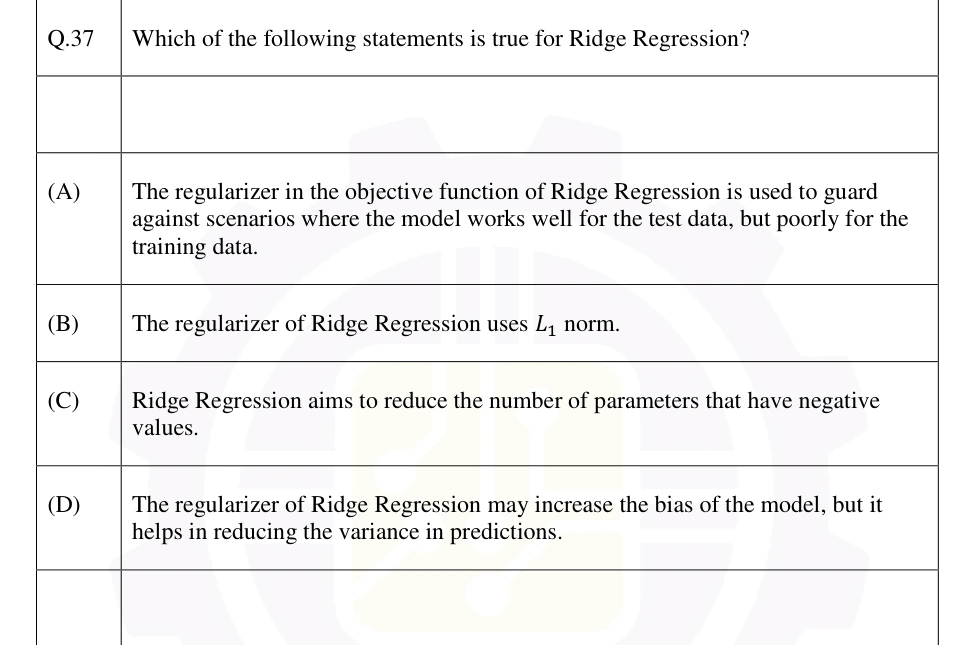 Q.37 Which of the following statements is true for Ridge Regression?
(A) The regularizer in the objective function of Ridge Regression is used to guard
against scenarios where the model works well for the test data, but poorly for the
training data.
(B) The regularizer of Ridge Regression uses L₁ norm.
(C) Ridge Regression aims to reduce the number of parameters that have negative
values.
(D) The regularizer of Ridge Regression may increase the bias of the model, but it
helps in reducing the variance in predictions.